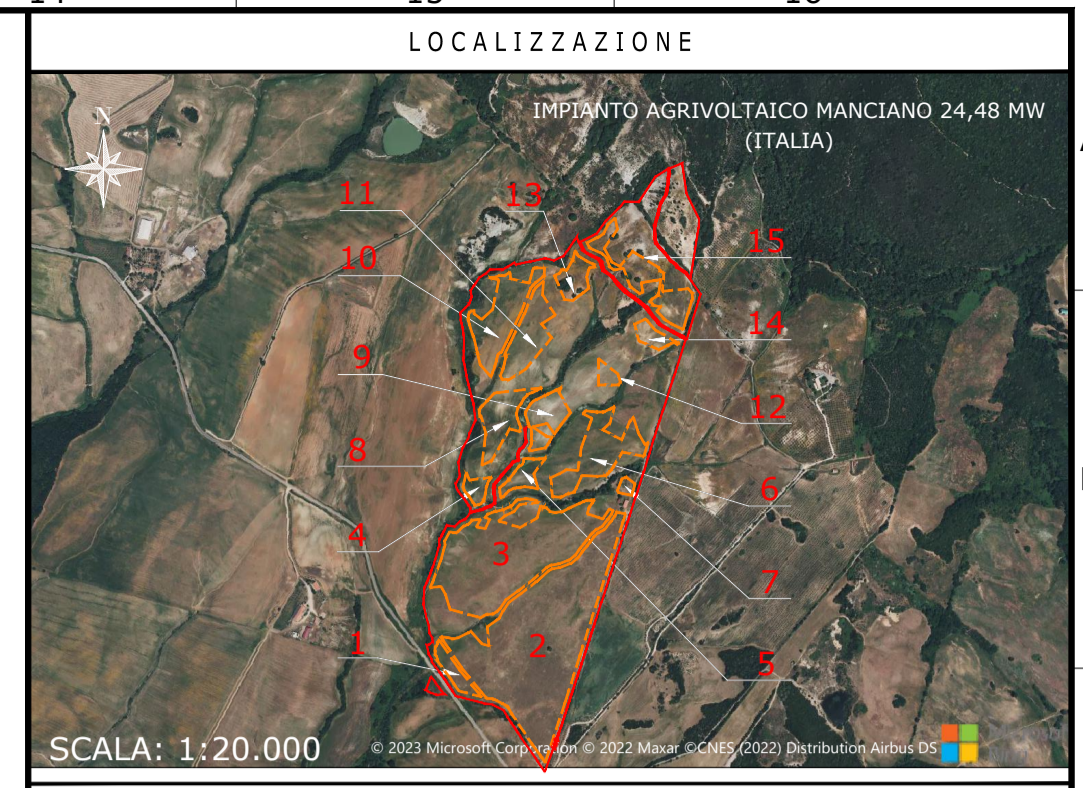 LOCALIZZAZIONE
IMPIANTO AGRIVOLTAICO MANCIANO 24,48 MW
(ITALIA)
N
11
13
10
15
14
9
12
8
6
4
3
7
1
2
5
SCALA: 1:20.000
© 2023 Microsoft Corporation © 2022 Maxar ©CNES (2022) Distribution Airbus DS